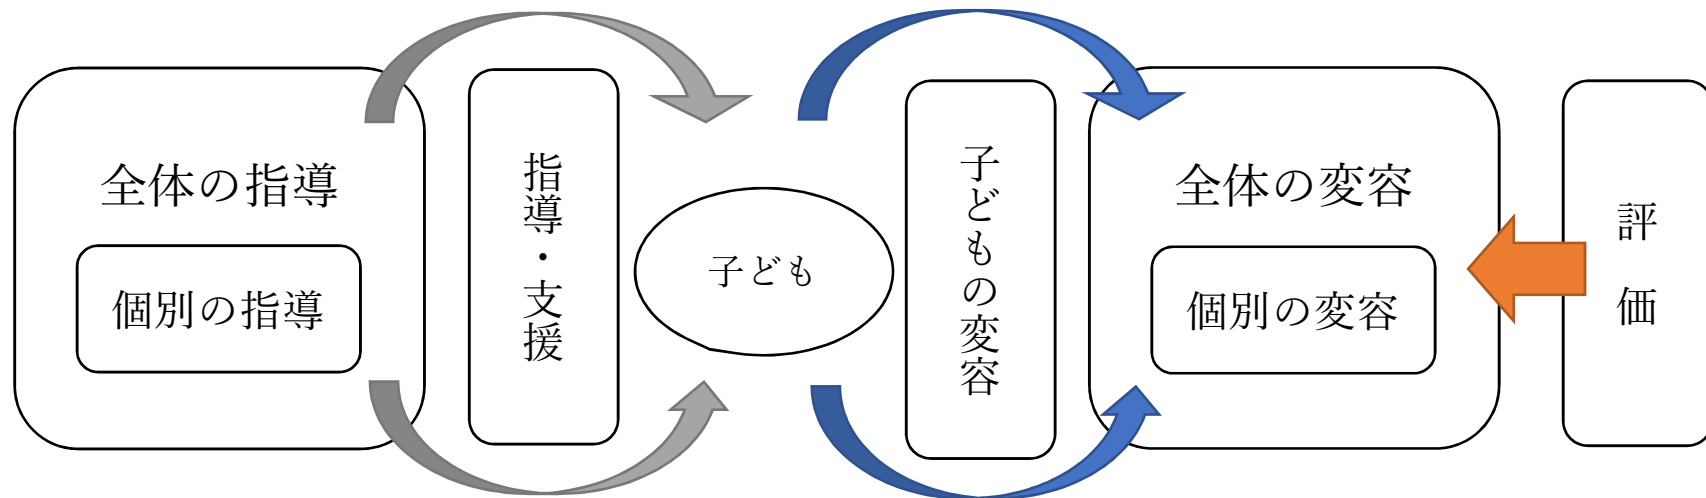 全体の指導
個別の指導
指導・支援
子ども
子どもの変容
全体の変容
個別の変容
評価